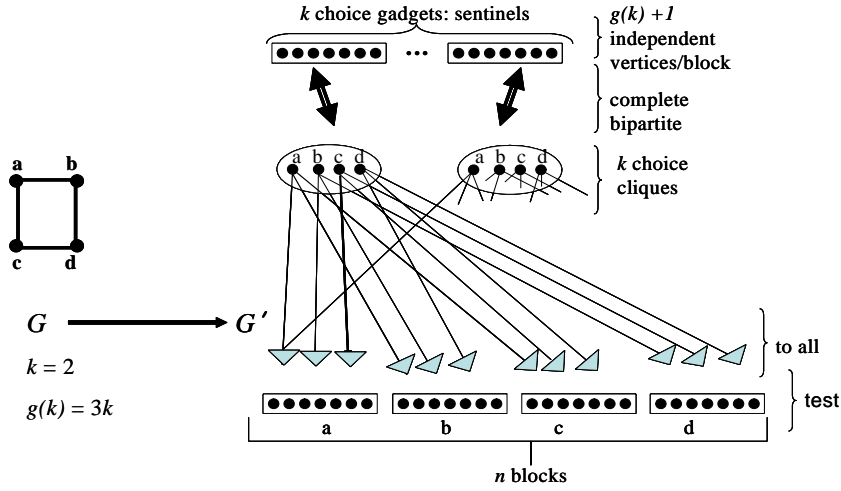 k choice gadgets: sentinels
g(k) +1
independent
vertices/block
...
complete
bipartite
a b c d
a b c d
k choice
cliques
a b
c d
G G'
k = 2
g(k) = 3k
to all
test
a b c d
n blocks